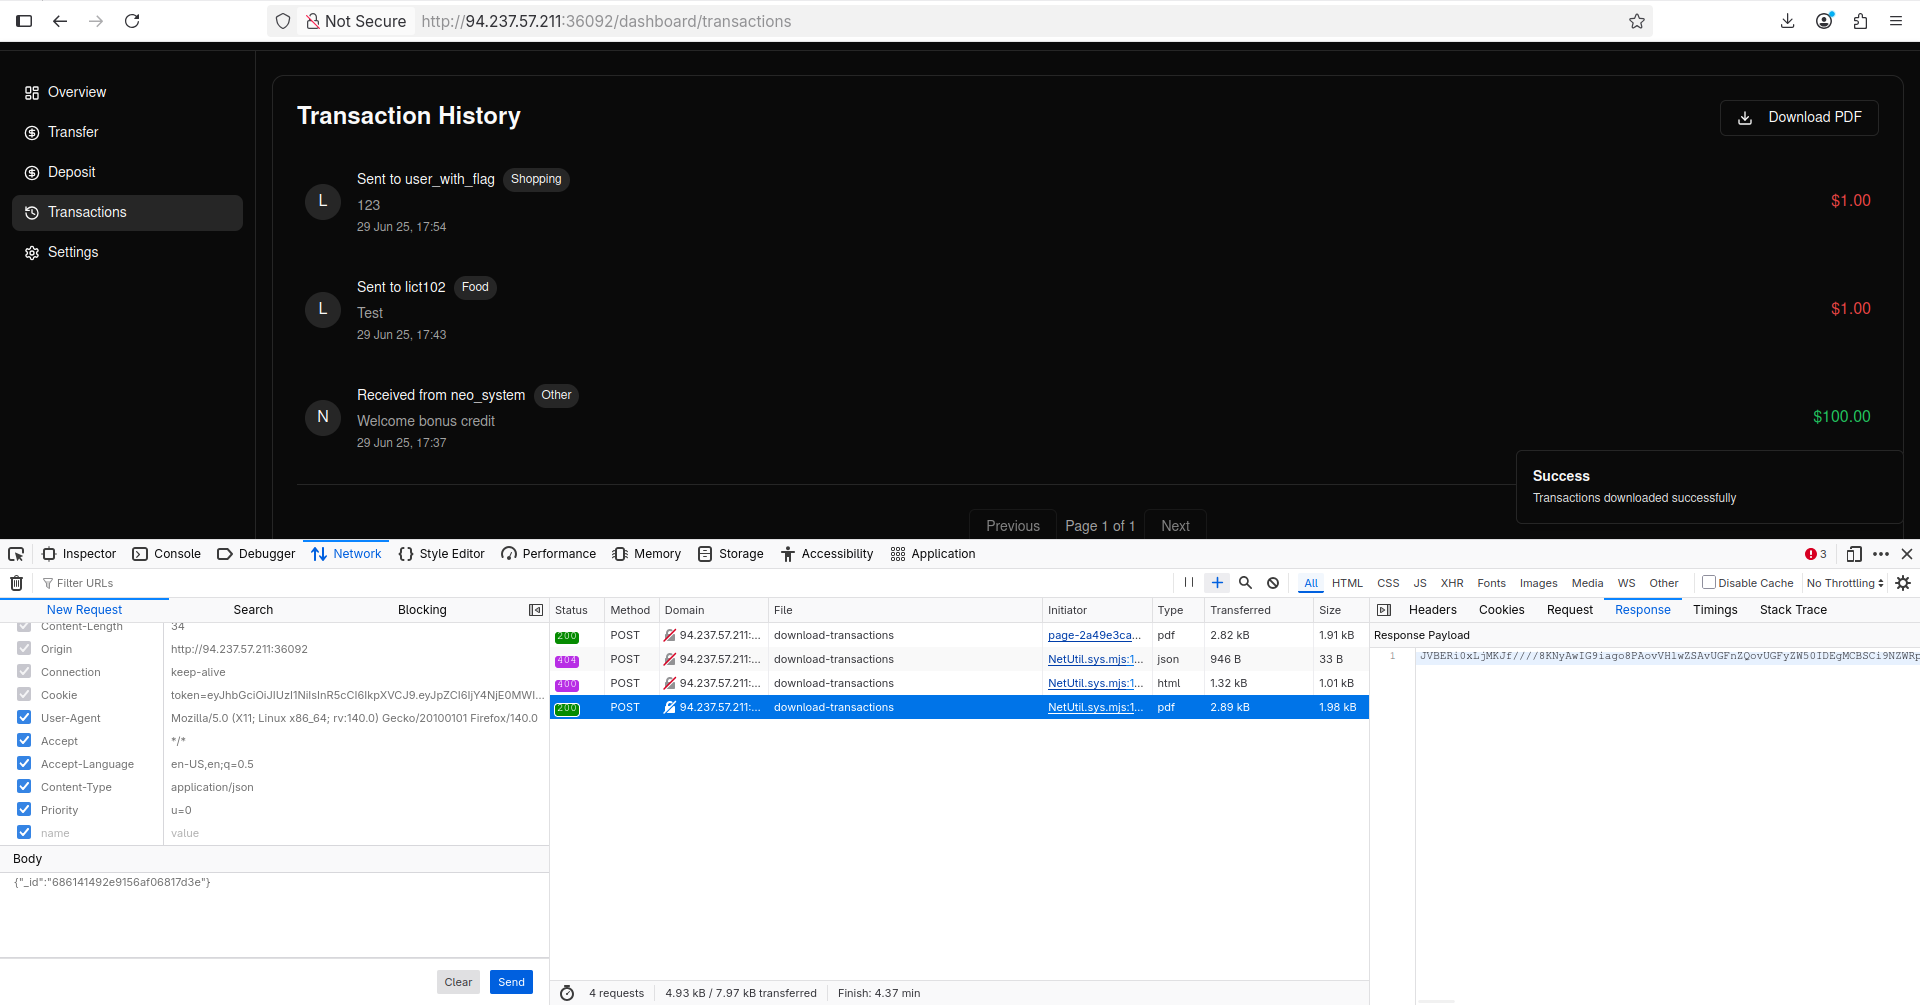 Not Secure
http://94.237.57.211:36092/dashboard/transactions
Overview
Transfer
Deposit
Transactions
Settings
Transaction History
Download PDF
L
Sent to user_with_flag
Shopping
123
29 Jun 25, 17:54
$1.00
L
Sent to lict102
Food
Test
29 Jun 25, 17:43
$1.00
N
Received from neo_system
Other
Welcome bonus credit
29 Jun 25, 17:37
$100.00
Success
Transactions downloaded successfully
Previous
Page 1 of 1
Next
Inspector
Console
Debugger
Network
Style Editor
Performance
Memory
Storage
Accessibility
Application
3
Filter URLs
All
HTML
CSS
JS
XHR
Fonts
Images
Media
WS
Other
Disable Cache
No Throttling
New Request
Search
Blocking
Content-Length 34
Origin http://94.237.57.211:36092
Connection keep-alive
Cookie token=eyJhbGciOiJIUzI1NiIsInR5cCI6IkpXVCJ9.eyJpZCI6IjY4NjE0MWI...
User-Agent Mozilla/5.0 (X11; Linux x86_64; rv:140.0) Gecko/20100101 Firefox/140.0
Accept */*
Accept-Language en-US,en;q=0.5
Content-Type application/json
Priority u=0
name value
Body
{"_id":"686141492e9156af06817d3e"}
Clear
Send
Status Method Domain File Initiator Type Transferred Size
200 POST 94.237.57.211:... download-transactions page-2a49e3ca... pdf 2.82 kB 1.91 kB
404 POST 94.237.57.211:... download-transactions NetUtil.sys.mjs:1... json 946 B 33 B
400 POST 94.237.57.211:... download-transactions NetUtil.sys.mjs:1... html 1.32 kB 1.01 kB
200 POST 94.237.57.211:... download-transactions NetUtil.sys.mjs:1... pdf 2.89 kB 1.98 kB
4 requests
4.93 kB / 7.97 kB transferred
Finish: 4.37 min
Headers
Cookies
Request
Response
Timings
Stack Trace
Response Payload
1 JVBERi0xLjMKJf////8KNyAwIG9iago8PAovVHlwZSAvUGFnZQovUGFyZW50IDEgMCBSCi9NZWRp